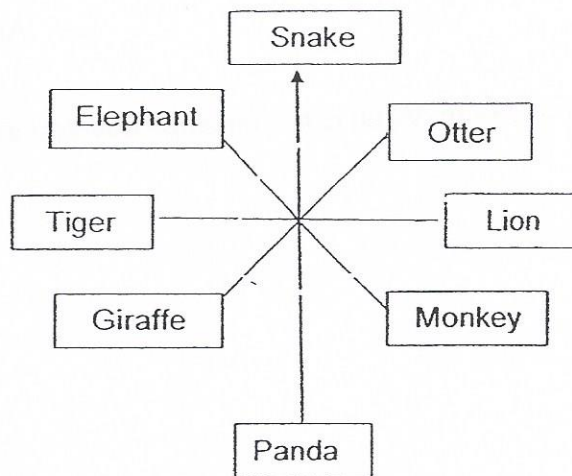 Snake
Elephant
Otter
Tiger
Lion
Giraffe
Monkey
Panda